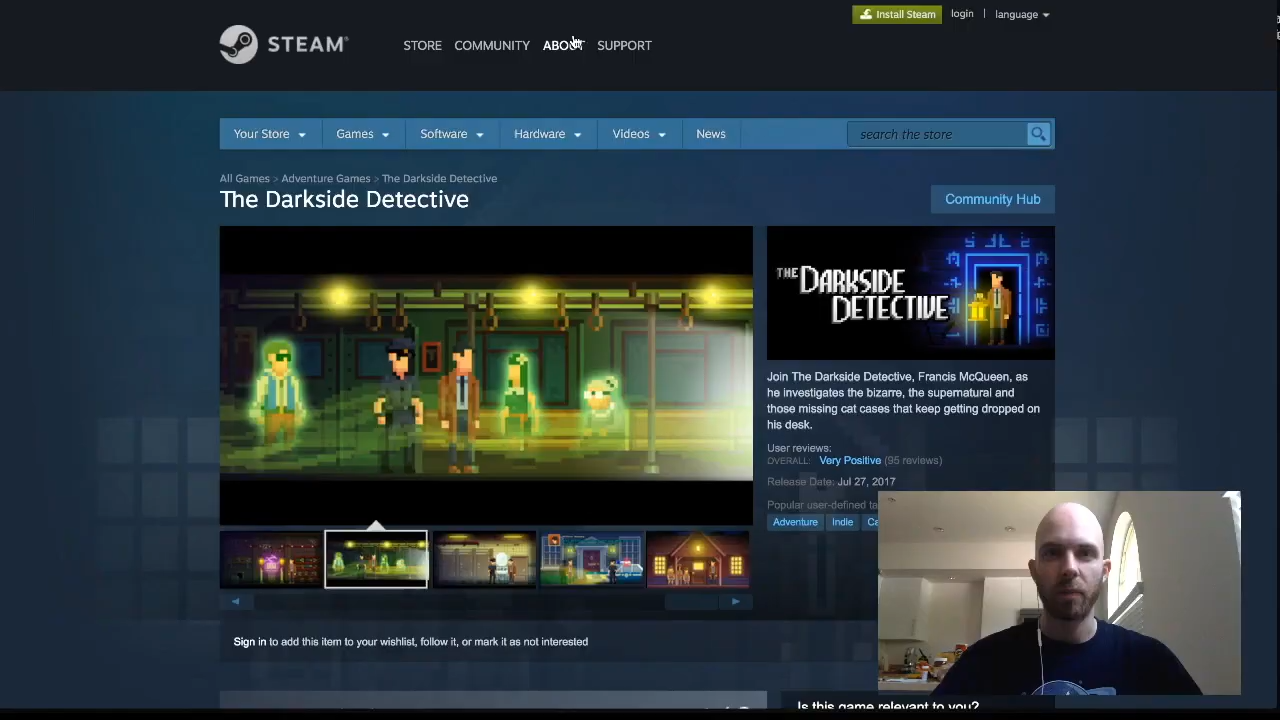 Install Steam
login
language
STEAM
STORE
COMMUNITY
ABOUT
SUPPORT
Your Store
Games
Software
Hardware
Videos
News
search the store
All Games > Adventure Games > The Darkside Detective
The Darkside Detective
Community Hub
THE DARKSIDE
DETECTIVE
Join The Darkside Detective, Francis McQueen, as
he investigates the bizarre, the supernatural and
those missing cat cases that keep getting dropped on
his desk.
User reviews:
OVERALL: Very Positive (95 reviews)
Release Date: Jul 27, 2017
Popular user-defined
Adventure
Indie
Sign in to add this item to your wishlist, follow it, or mark it as not interested
Is this game relevant to you?